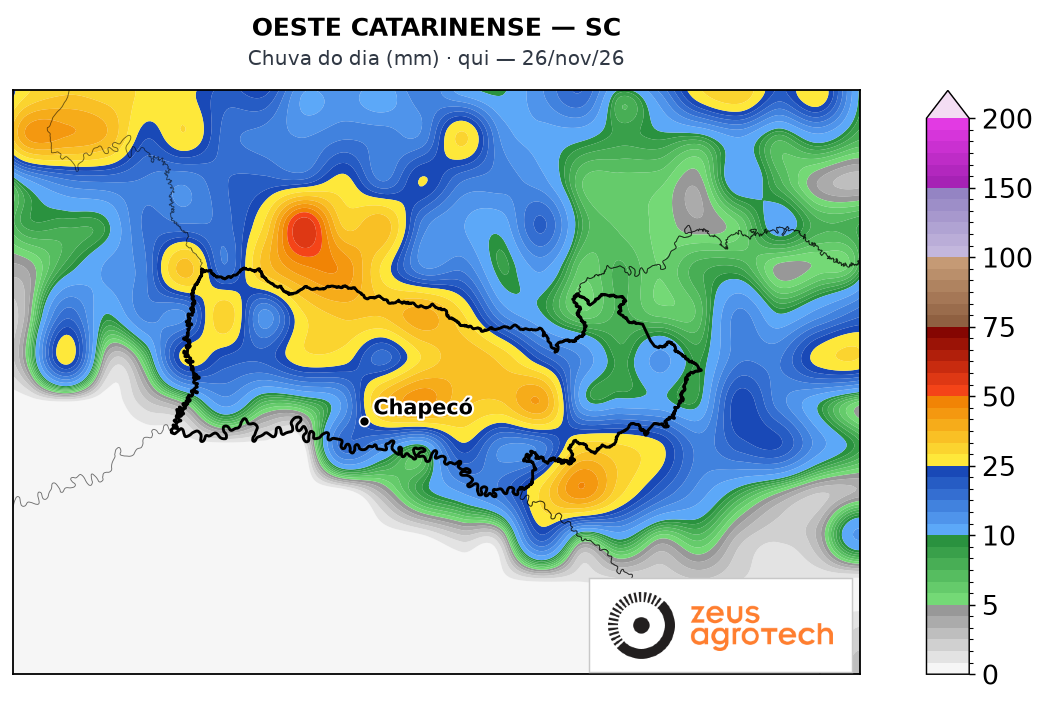 OESTE CATARINENSE — SC
Chuva do dia (mm) · qui — 26/nov/26
200
150
100
75
50
25
10
5
0
Chapecó
zeus
agrotech